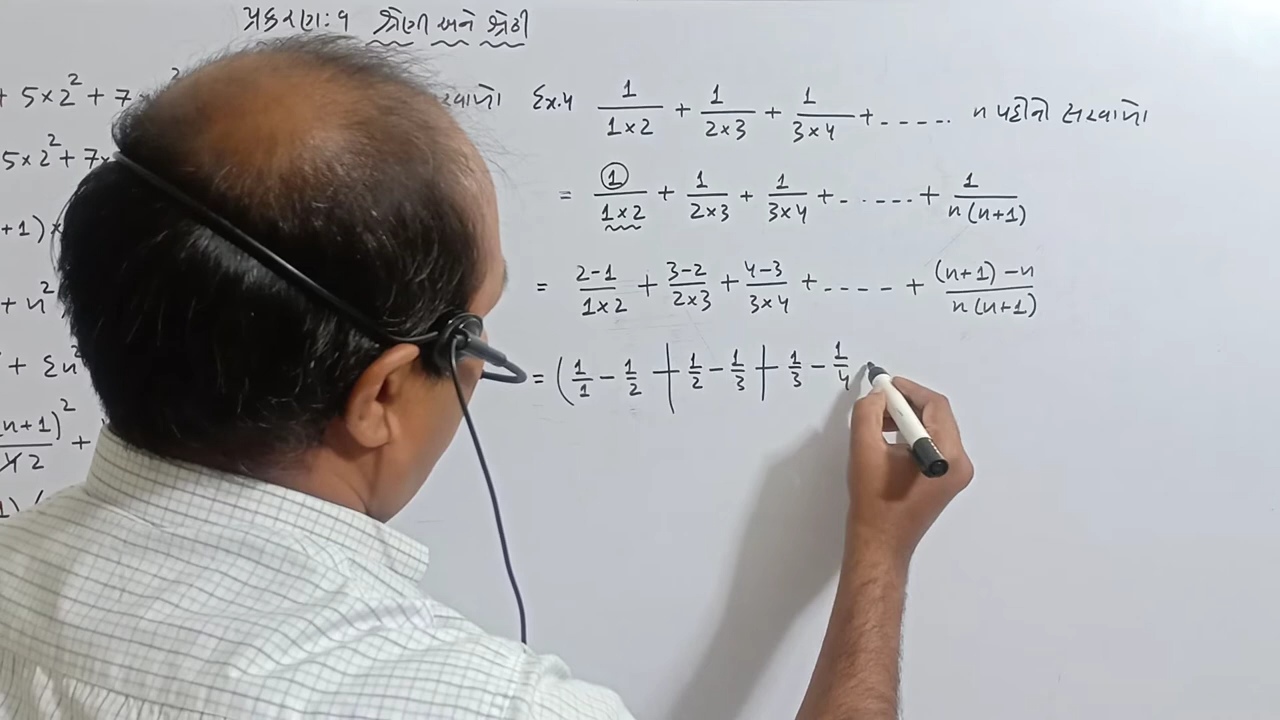 પ્રકરણ: ૧ શ્રેણી અને શ્રેઢી
+ 5×2² + 7×
5×2² + 7×
+1)×
+ n²
+ Σn²
(n+1)² +
2
Ex.4 1/(1×2) + 1/(2×3) + 1/(3×4) + ..... n પદોનો સરવાળો
= 1/(1×2) + 1/(2×3) + 1/(3×4) + ...... + 1/(n(n+1))
= (2-1)/(1×2) + (3-2)/(2×3) + (4-3)/(3×4) + ..... + ((n+1)-n)/(n(n+1))
= (1/1 - 1/2 + 1/2 - 1/3 + 1/3 - 1/4